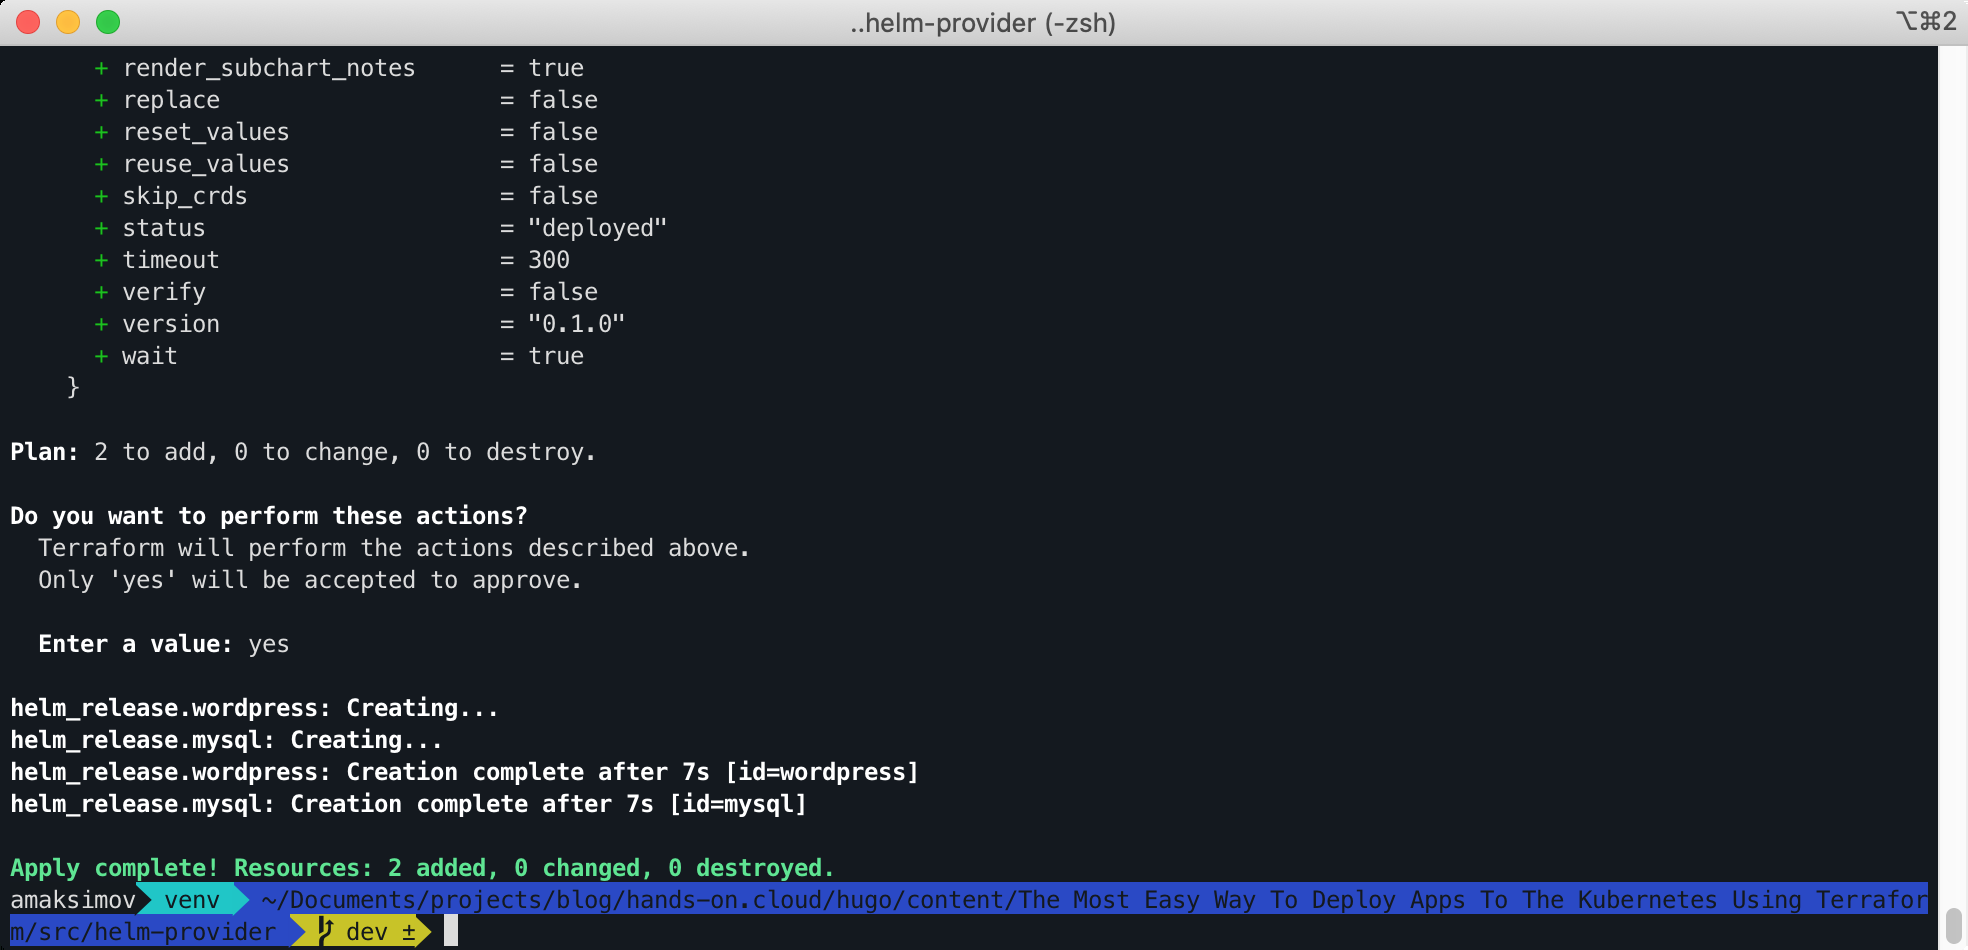 ..helm-provider (-zsh)
⌥⌘2
+ render_subchart_notes = true
+ replace = false
+ reset_values = false
+ reuse_values = false
+ skip_crds = false
+ status = "deployed"
+ timeout = 300
+ verify = false
+ version = "0.1.0"
+ wait = true
}
Plan: 2 to add, 0 to change, 0 to destroy.
Do you want to perform these actions?
Terraform will perform the actions described above.
Only 'yes' will be accepted to approve.
Enter a value: yes
helm_release.wordpress: Creating...
helm_release.mysql: Creating...
helm_release.wordpress: Creation complete after 7s [id=wordpress]
helm_release.mysql: Creation complete after 7s [id=mysql]
Apply complete! Resources: 2 added, 0 changed, 0 destroyed.
amaksimov venv ~/Documents/projects/blog/hands-on.cloud/hugo/content/The Most Easy Way To Deploy Apps To The Kubernetes Using Terrafor
m/src/helm-provider dev ±